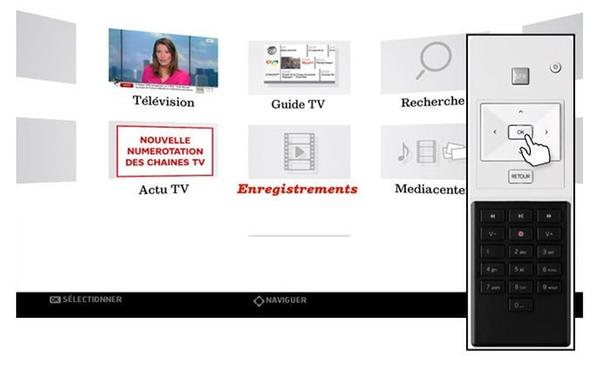 Télévision
Guide TV
Recherche
NOUVELLE
NUMEROTATION
DES CHAINES TV
Actu TV
Enregistrements
Mediacente
OK SÉLECTIONNER
NAVIGUER
SFR
OK
RETOUR
V- V+
1 2 abc 3 def
4 ghi 5 jkl 6 mno
7 pqrs 8 tuv 9 wxyz
0